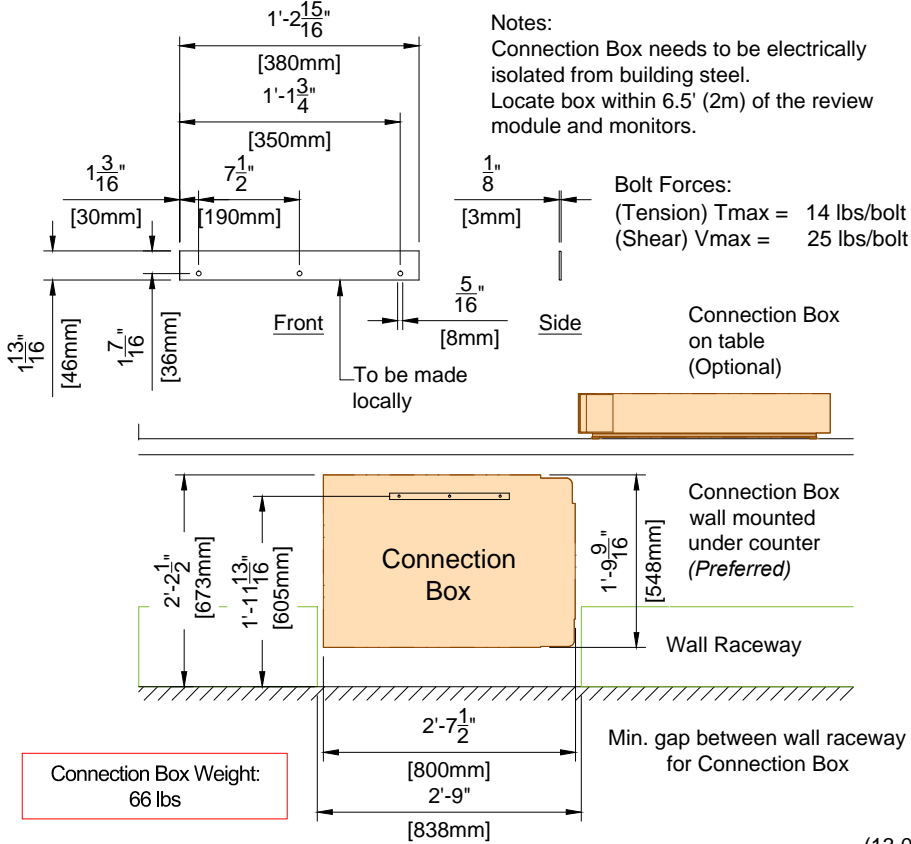 1'-2 15/16"
[380mm]
1'-1 3/4"
[350mm]
1 3/16"
[30mm]
7 1/2"
[190mm]
1/8"
[3mm]
Notes:
Connection Box needs to be electrically
isolated from building steel.
Locate box within 6.5' (2m) of the review
module and monitors.
Bolt Forces:
(Tension) Tmax = 14 lbs/bolt
(Shear) Vmax = 25 lbs/bolt
1 13/16"
[46mm]
1 7/16"
[36mm]
Front
5/16"
[8mm]
Side
To be made
locally
Connection Box
on table
(Optional)
2'-2 1/2"
[673mm]
1'-11 13/16"
[605mm]
Connection
Box
1'-9 9/16"
[548mm]
Connection Box
wall mounted
under counter
(Preferred)
Wall Raceway
2'-7 1/2"
[800mm]
2'-9"
[838mm]
Min. gap between wall raceway
for Connection Box
Connection Box Weight:
66 lbs